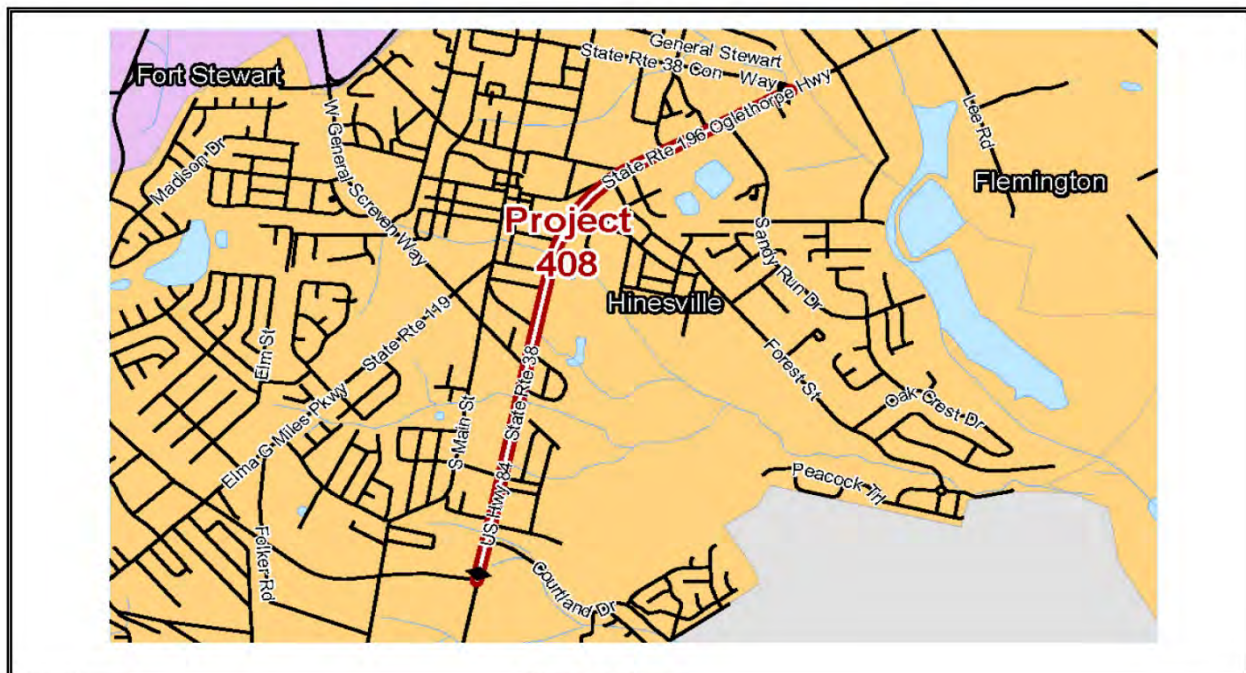 General Stewart
Way
State Rte 38 Con
Fort Stewart
State Rte 196 Oglethorpe Hwy
Lee Rd
Madison Dr
W General Screven Way
Flemington
Project
408
Sandy Run Dr
Hinesville
State Rte 119
Elm St
State Rte 38
Forest St
Oak Crest Dr
Elma G Miles Pkwy
S Main St
Peacock Trl
US Hwy 84
Folker Rd
Courtland Dr